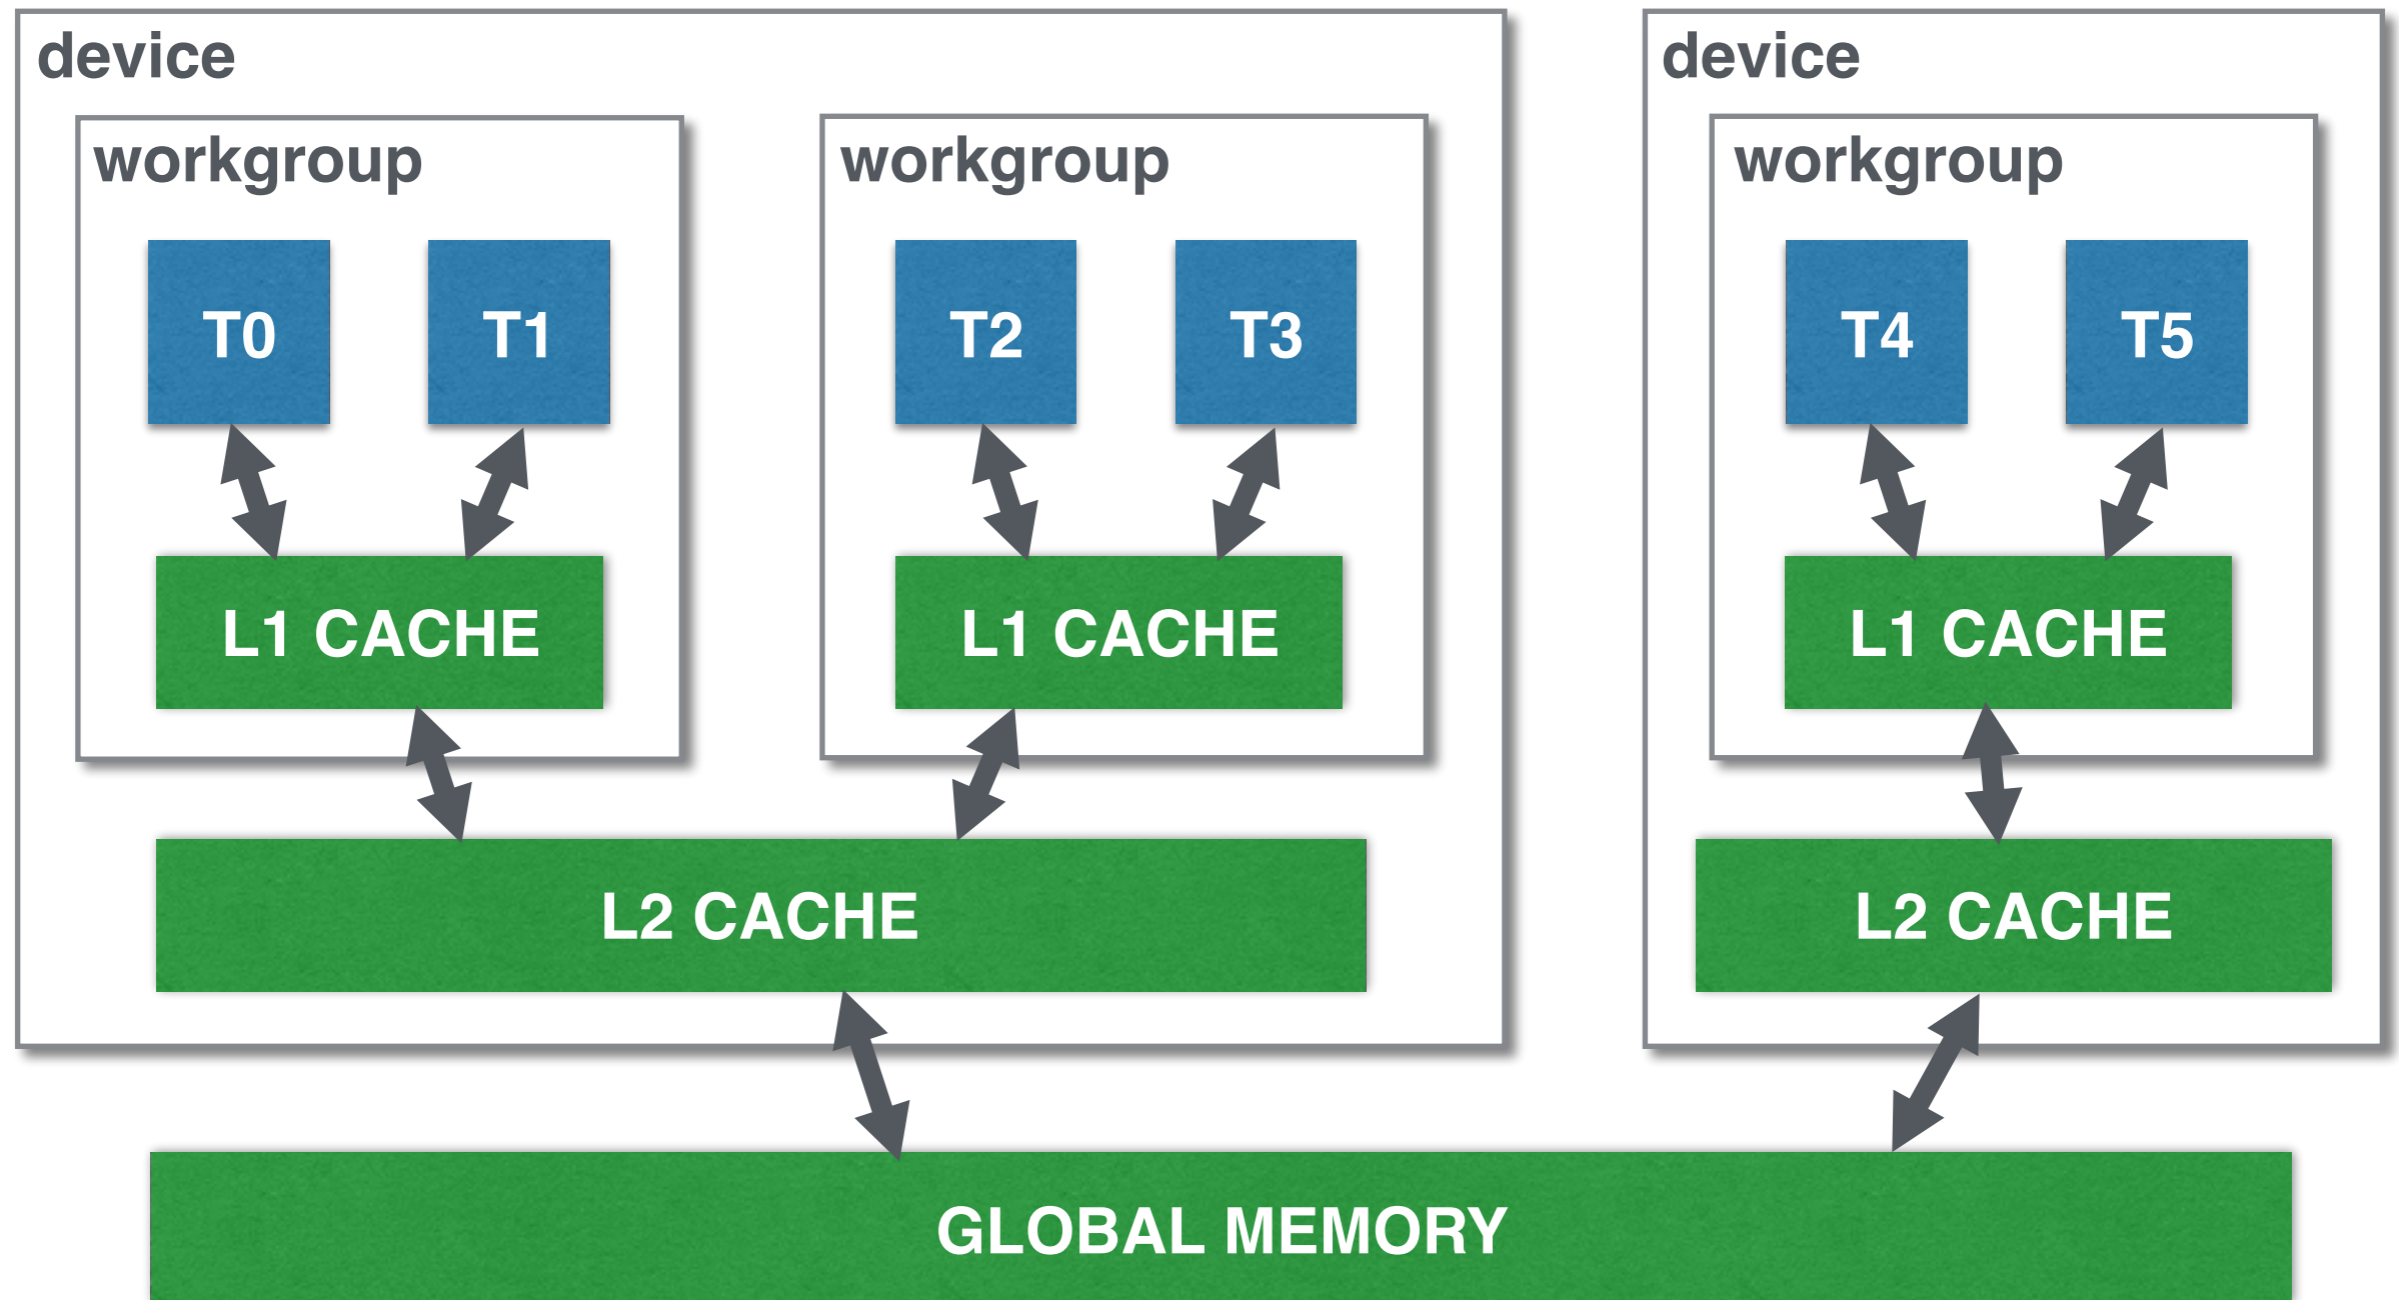 device
device
workgroup
workgroup
workgroup
T0
T1
T2
T3
T4
T5
L1 CACHE
L1 CACHE
L1 CACHE
L2 CACHE
L2 CACHE
GLOBAL MEMORY